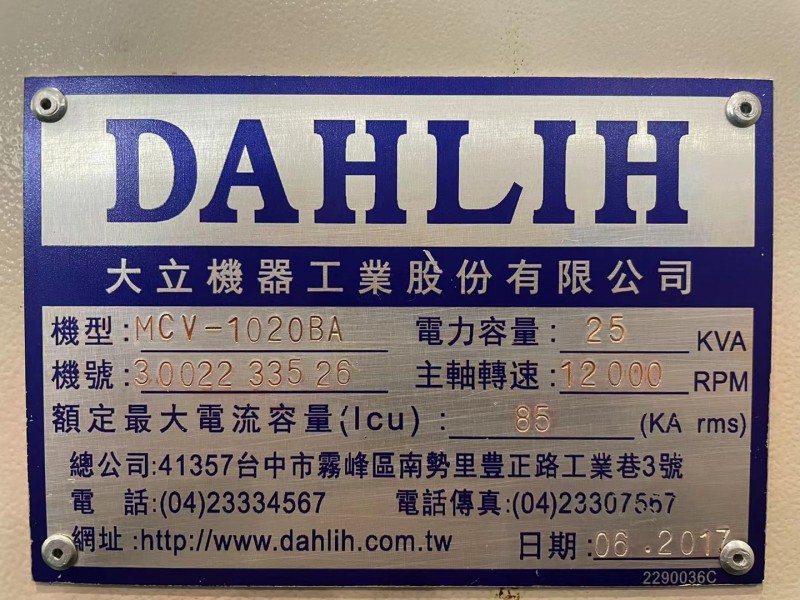 DAHLIH
大立機器工業股份有限公司
機型:MCV-1020BA 電力容量: 25 KVA
機號:30022 335 26 主軸轉速:12000 RPM
額定最大電流容量(Icu) : 85 (KA rms)
總公司:41357台中市霧峰區南勢里豐正路工業巷3號
電 話:(04)23334567 電話傳真:(04)23307567
網址:http://www.dahlih.com.tw 日期:06.2017
2290036C